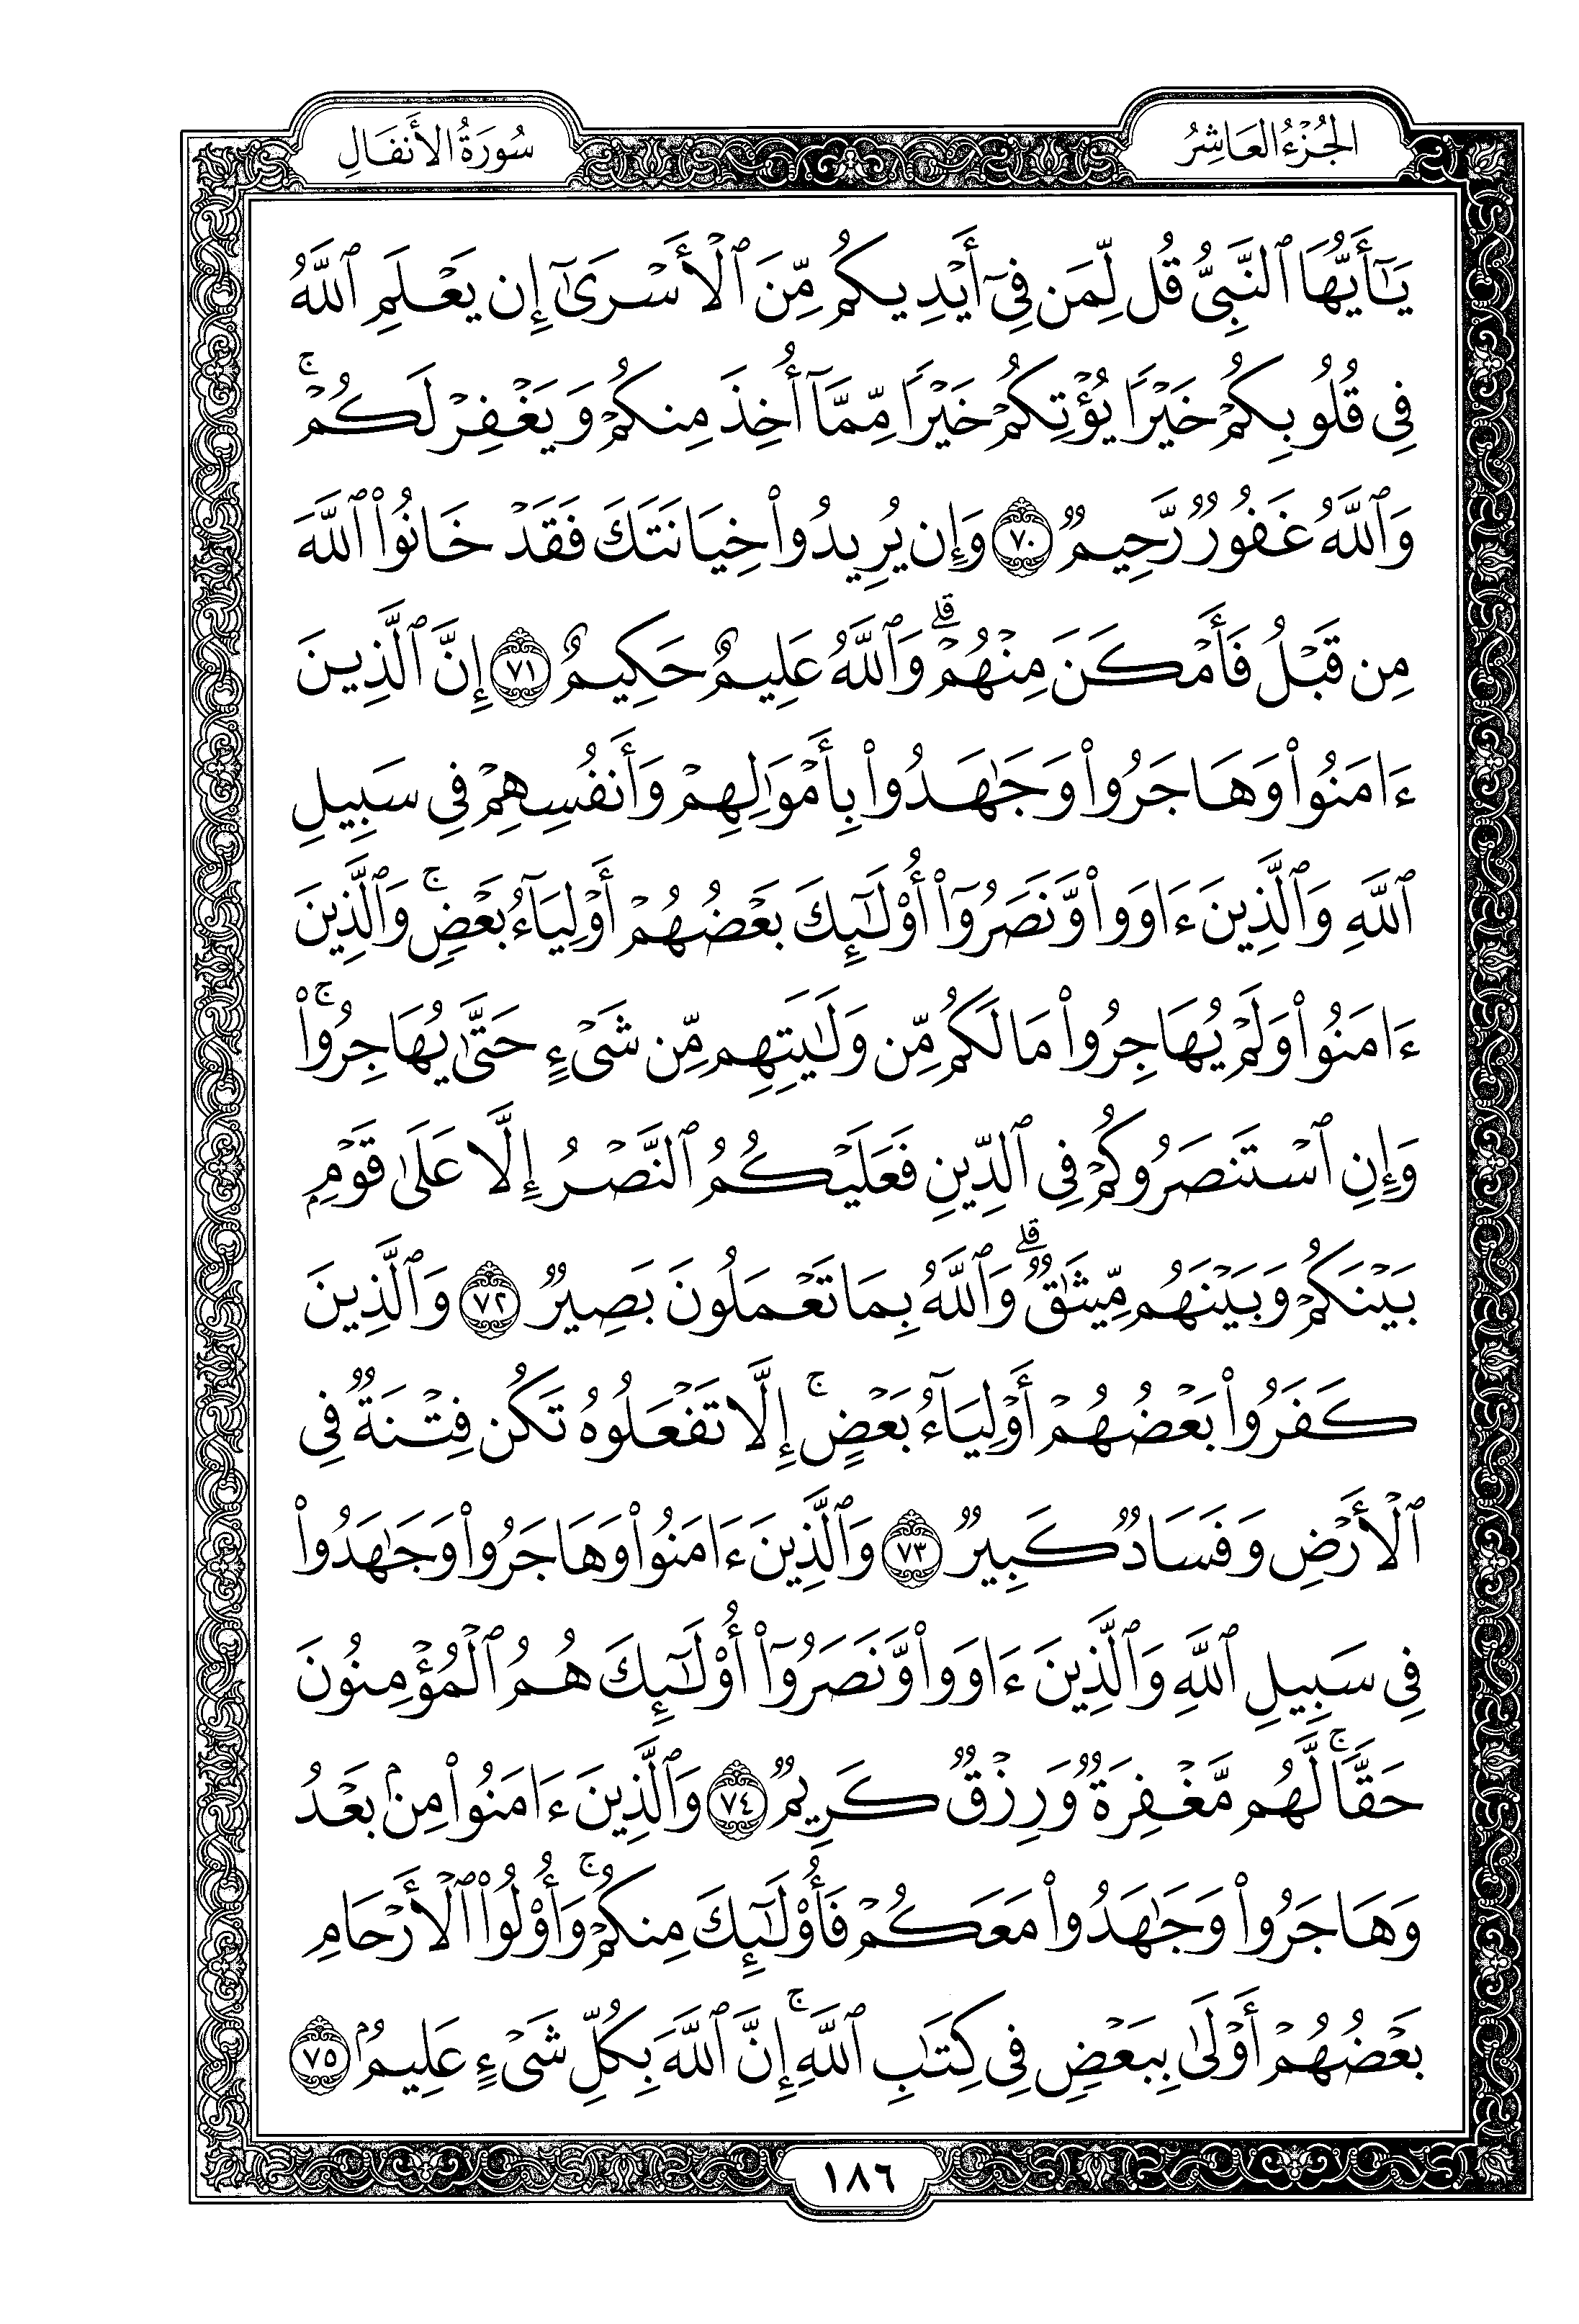 الجُزْءُ العَاشِرُ
سُورَةُ الأَنفَالِ
يَٰٓأَيُّهَا ٱلنَّبِىُّ قُل لِّمَن فِىٓ أَيْدِيكُم مِّنَ ٱلْأَسْرَىٰٓ إِن يَعْلَمِ ٱللَّهُ
فِى قُلُوبِكُمْ خَيْرًا يُؤْتِكُمْ خَيْرًا مِّمَّآ أُخِذَ مِنكُمْ وَيَغْفِرْ لَكُمْ ۚ
وَٱللَّهُ غَفُورٌ رَّحِيمٌ ٧٠ وَإِن يُرِيدُوا۟ خِيَانَتَكَ فَقَدْ خَانُوا۟ ٱللَّهَ
مِن قَبْلُ فَأَمْكَنَ مِنْهُمْ ۗ وَٱللَّهُ عَلِيمٌ حَكِيمٌ ٧١ إِنَّ ٱلَّذِينَ
ءَامَنُوا۟ وَهَاجَرُوا۟ وَجَٰهَدُوا۟ بِأَمْوَٰلِهِمْ وَأَنفُسِهِمْ فِى سَبِيلِ
ٱللَّهِ وَٱلَّذِينَ ءَاوَوا۟ وَّنَصَرُوٓا۟ أُو۟لَٰٓئِكَ بَعْضُهُمْ أَوْلِيَآءُ بَعْضٍ ۚ وَٱلَّذِينَ
ءَامَنُوا۟ وَلَمْ يُهَاجِرُوا۟ مَا لَكُم مِّن وَلَٰيَتِهِم مِّن شَىْءٍ حَتَّىٰ يُهَاجِرُوا۟ ۚ
وَإِنِ ٱسْتَنصَرُوكُمْ فِى ٱلدِّينِ فَعَلَيْكُمُ ٱلنَّصْرُ إِلَّا عَلَىٰ قَوْمٍۭ
بَيْنَكُمْ وَبَيْنَهُم مِّيثَٰقٌ ۗ وَٱللَّهُ بِمَا تَعْمَلُونَ بَصِيرٌ ٧٢ وَٱلَّذِينَ
كَفَرُوا۟ بَعْضُهُمْ أَوْلِيَآءُ بَعْضٍ ۚ إِلَّا تَفْعَلُوهُ تَكُن فِتْنَةٌ فِى
ٱلْأَرْضِ وَفَسَادٌ كَبِيرٌ ٧٣ وَٱلَّذِينَ ءَامَنُوا۟ وَهَاجَرُوا۟ وَجَٰهَدُوا۟
فِى سَبِيلِ ٱللَّهِ وَٱلَّذِينَ ءَاوَوا۟ وَّنَصَرُوٓا۟ أُو۟لَٰٓئِكَ هُمُ ٱلْمُؤْمِنُونَ
حَقًّا ۚ لَّهُم مَّغْفِرَةٌ وَرِزْقٌ كَرِيمٌ ٧٤ وَٱلَّذِينَ ءَامَنُوا۟ مِنۢ بَعْدُ
وَهَاجَرُوا۟ وَجَٰهَدُوا۟ مَعَكُمْ فَأُو۟لَٰٓئِكَ مِنكُمْ ۚ وَأُو۟لُوا۟ ٱلْأَرْحَامِ
بَعْضُهُمْ أَوْلَىٰ بِبَعْضٍ فِى كِتَٰبِ ٱللَّهِ ۚ إِنَّ ٱللَّهَ بِكُلِّ شَىْءٍ عَلِيمٌۢ ٧٥
١٨٦